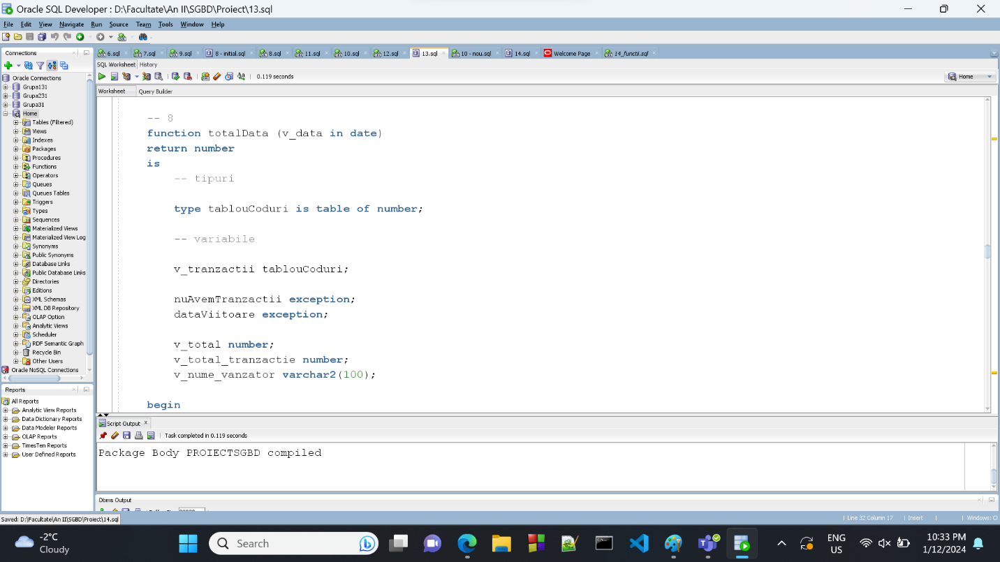 Oracle SQL Developer : D:\Facultate\An II\SGBD\Proiect\13.sql
File Edit View Navigate Run Source Team Tools Window Help
Connections
6.sql 7.sql 9.sql 8 - initial.sql 8.sql 11.sql 10.sql 12.sql 13.sql 10 - nou.sql 14.sql Welcome Page 14_functii.sql
SQL Worksheet History
0.119 seconds
Home
Worksheet Query Builder
Oracle Connections
Grupa131
Grupa231
Grupa31
Home
Tables (Filtered)
Views
Indexes
Packages
Procedures
Functions
Operators
Queues
Queues Tables
Triggers
Types
Sequences
Materialized Views
Materialized View Log
Synonyms
Public Synonyms
Database Links
Public Database Links
Directories
Editions
XML Schemas
XML DB Repository
OLAP Option
Analytic Views
Scheduler
RDF Semantic Graph
Recycle Bin
Other Users
Oracle NoSQL Connections
-- 8
function totalData (v_data in date)
return number
is
-- tipuri
type tablouCoduri is table of number;
-- variabile
v_tranzactii tablouCoduri;
nuAvemTranzactii exception;
dataViitoare exception;
v_total number;
v_total_tranzactie number;
v_nume_vanzator varchar2(100);
begin
Reports
All Reports
Analytic View Reports
Data Dictionary Reports
Data Modeler Reports
OLAP Reports
TimesTen Reports
User Defined Reports
Script Output
Task completed in 0.119 seconds
Package Body PROIECTSGBD compiled
Dbms Output
Saved: D:\Facultate\An II\SGBD\Proiect\14.sql
Line 32 Column 17 Insert Windows: Cl
-2°C
Cloudy
Search
ENG
US
10:33 PM
1/12/2024